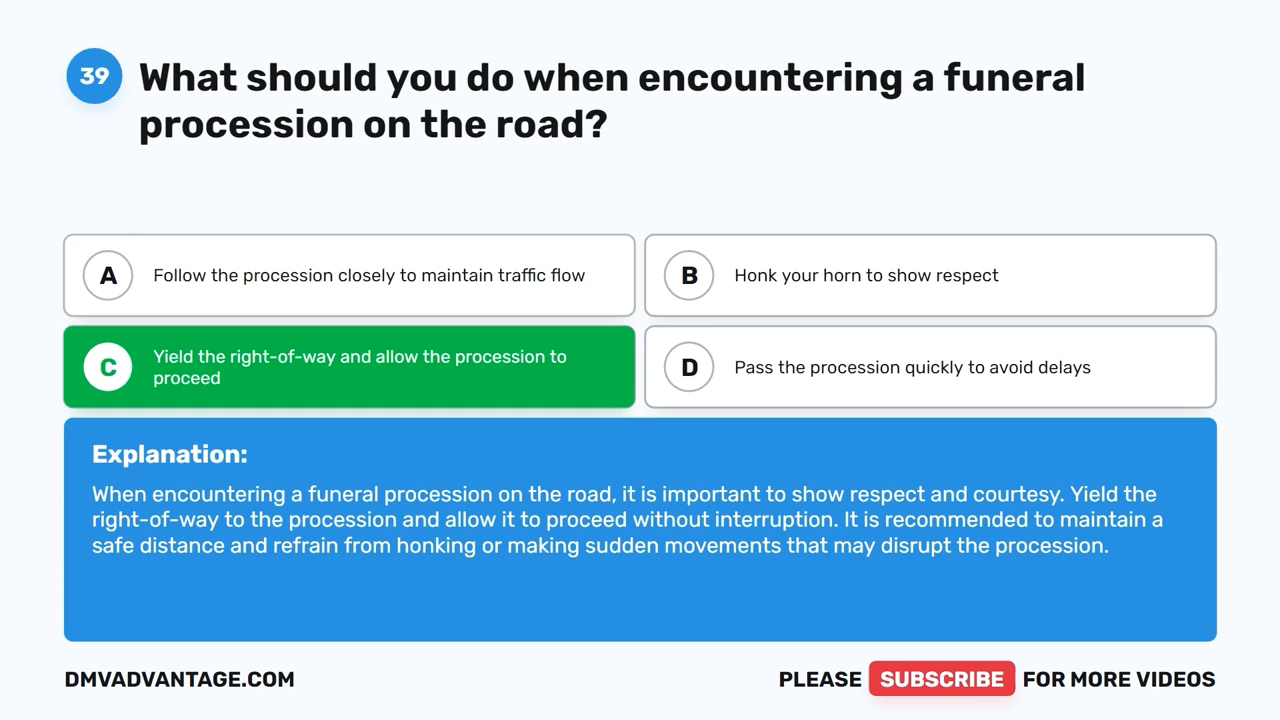 39
What should you do when encountering a funeral
procession on the road?
A
Follow the procession closely to maintain traffic flow
B
Honk your horn to show respect
C
Yield the right-of-way and allow the procession to
proceed
D
Pass the procession quickly to avoid delays
Explanation:
When encountering a funeral procession on the road, it is important to show respect and courtesy. Yield the
right-of-way to the procession and allow it to proceed without interruption. It is recommended to maintain a
safe distance and refrain from honking or making sudden movements that may disrupt the procession.
DMVADVANTAGE.COM
PLEASE SUBSCRIBE FOR MORE VIDEOS